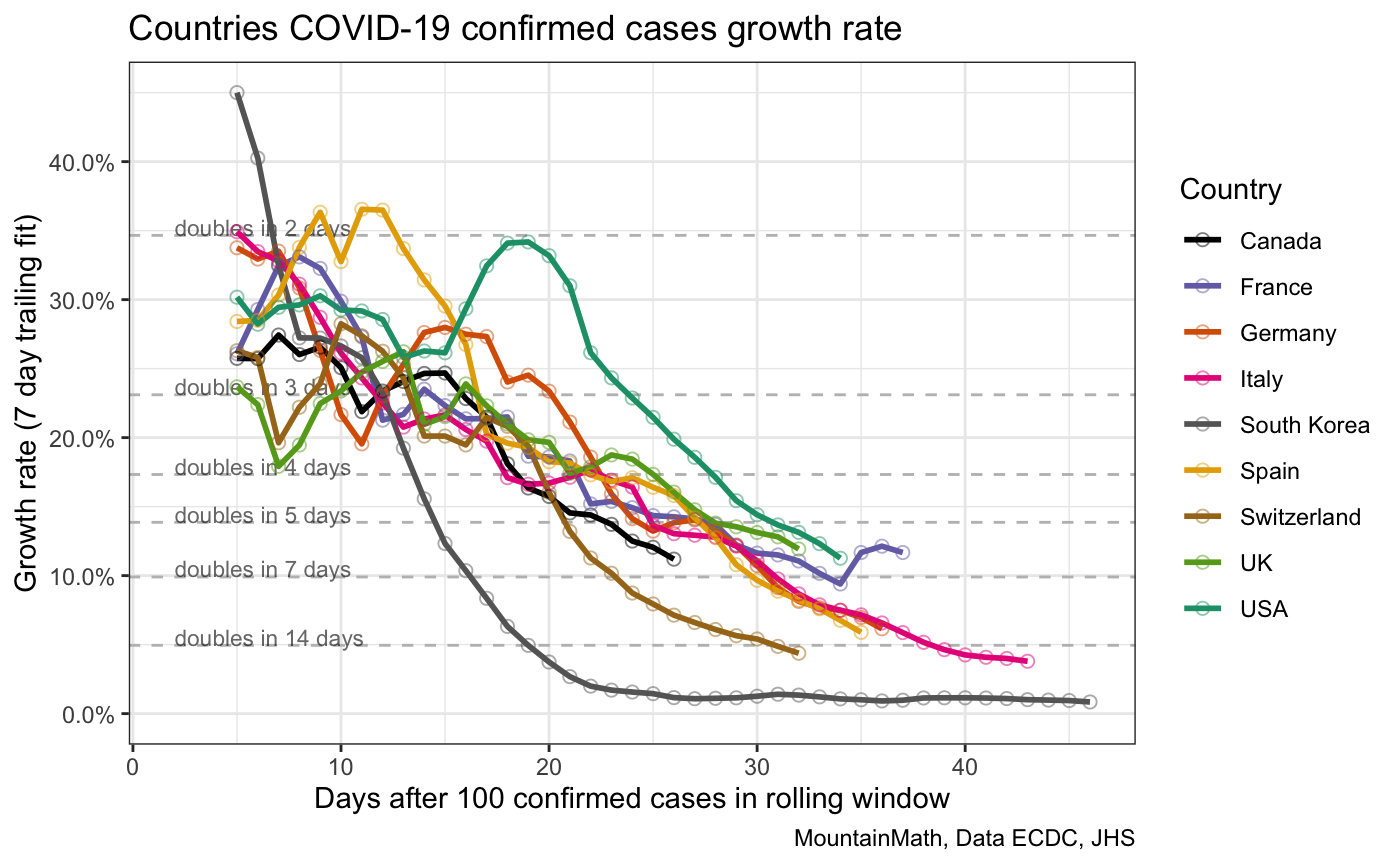 Countries COVID-19 confirmed cases growth rate
Growth rate (7 day trailing fit)
40.0%
30.0%
20.0%
10.0%
0.0%
doubles in 2 days
doubles in 3 days
doubles in 4 days
doubles in 5 days
doubles in 7 days
doubles in 14 days
0 10 20 30 40
Days after 100 confirmed cases in rolling window
Country
Canada
France
Germany
Italy
South Korea
Spain
Switzerland
UK
USA
MountainMath, Data ECDC, JHS